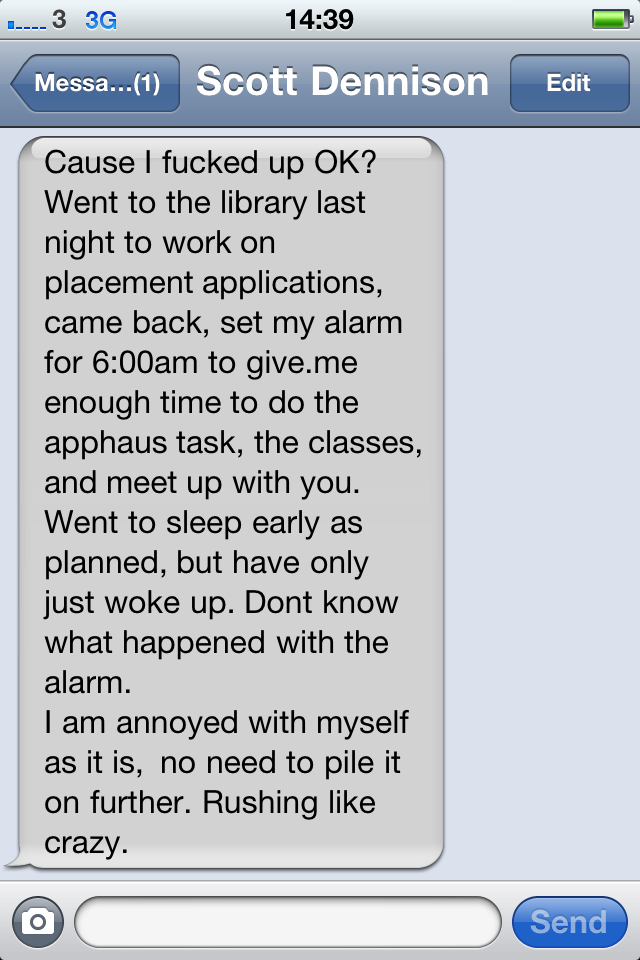 3 3G 14:39
Messa...(1) Scott Dennison Edit
Cause I fucked up OK?
Went to the library last
night to work on
placement applications,
came back, set my alarm
for 6:00am to give.me
enough time to do the
apphaus task, the classes,
and meet up with you.
Went to sleep early as
planned, but have only
just woke up. Dont know
what happened with the
alarm.
I am annoyed with myself
as it is,  no need to pile it
on further. Rushing like
crazy.
Send